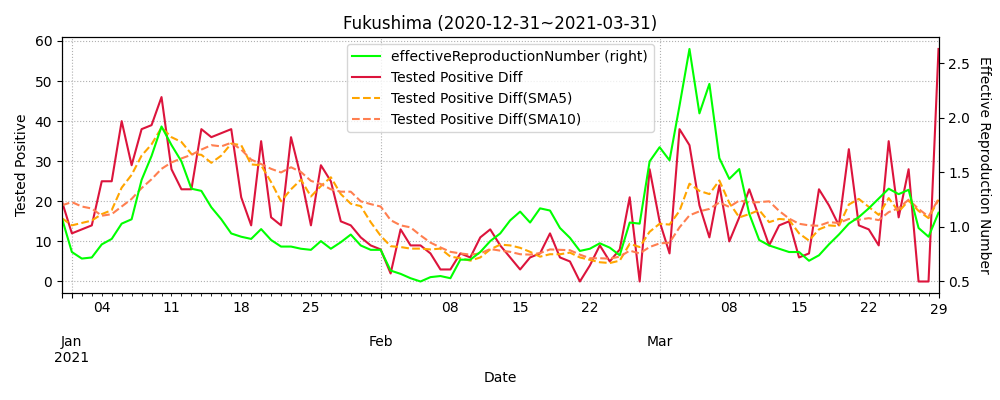 Fukushima (2020-12-31~2021-03-31)
effectiveReproductionNumber (right)
Tested Positive Diff
Tested Positive Diff(SMA5)
Tested Positive Diff(SMA10)
Tested Positive
60
50
40
30
20
10
0
Effective Reproduction Number
2.5
2.0
1.5
1.0
0.5
04 11 18 25 08 15 22 08 15 22 29
Jan Feb Mar
2021
Date